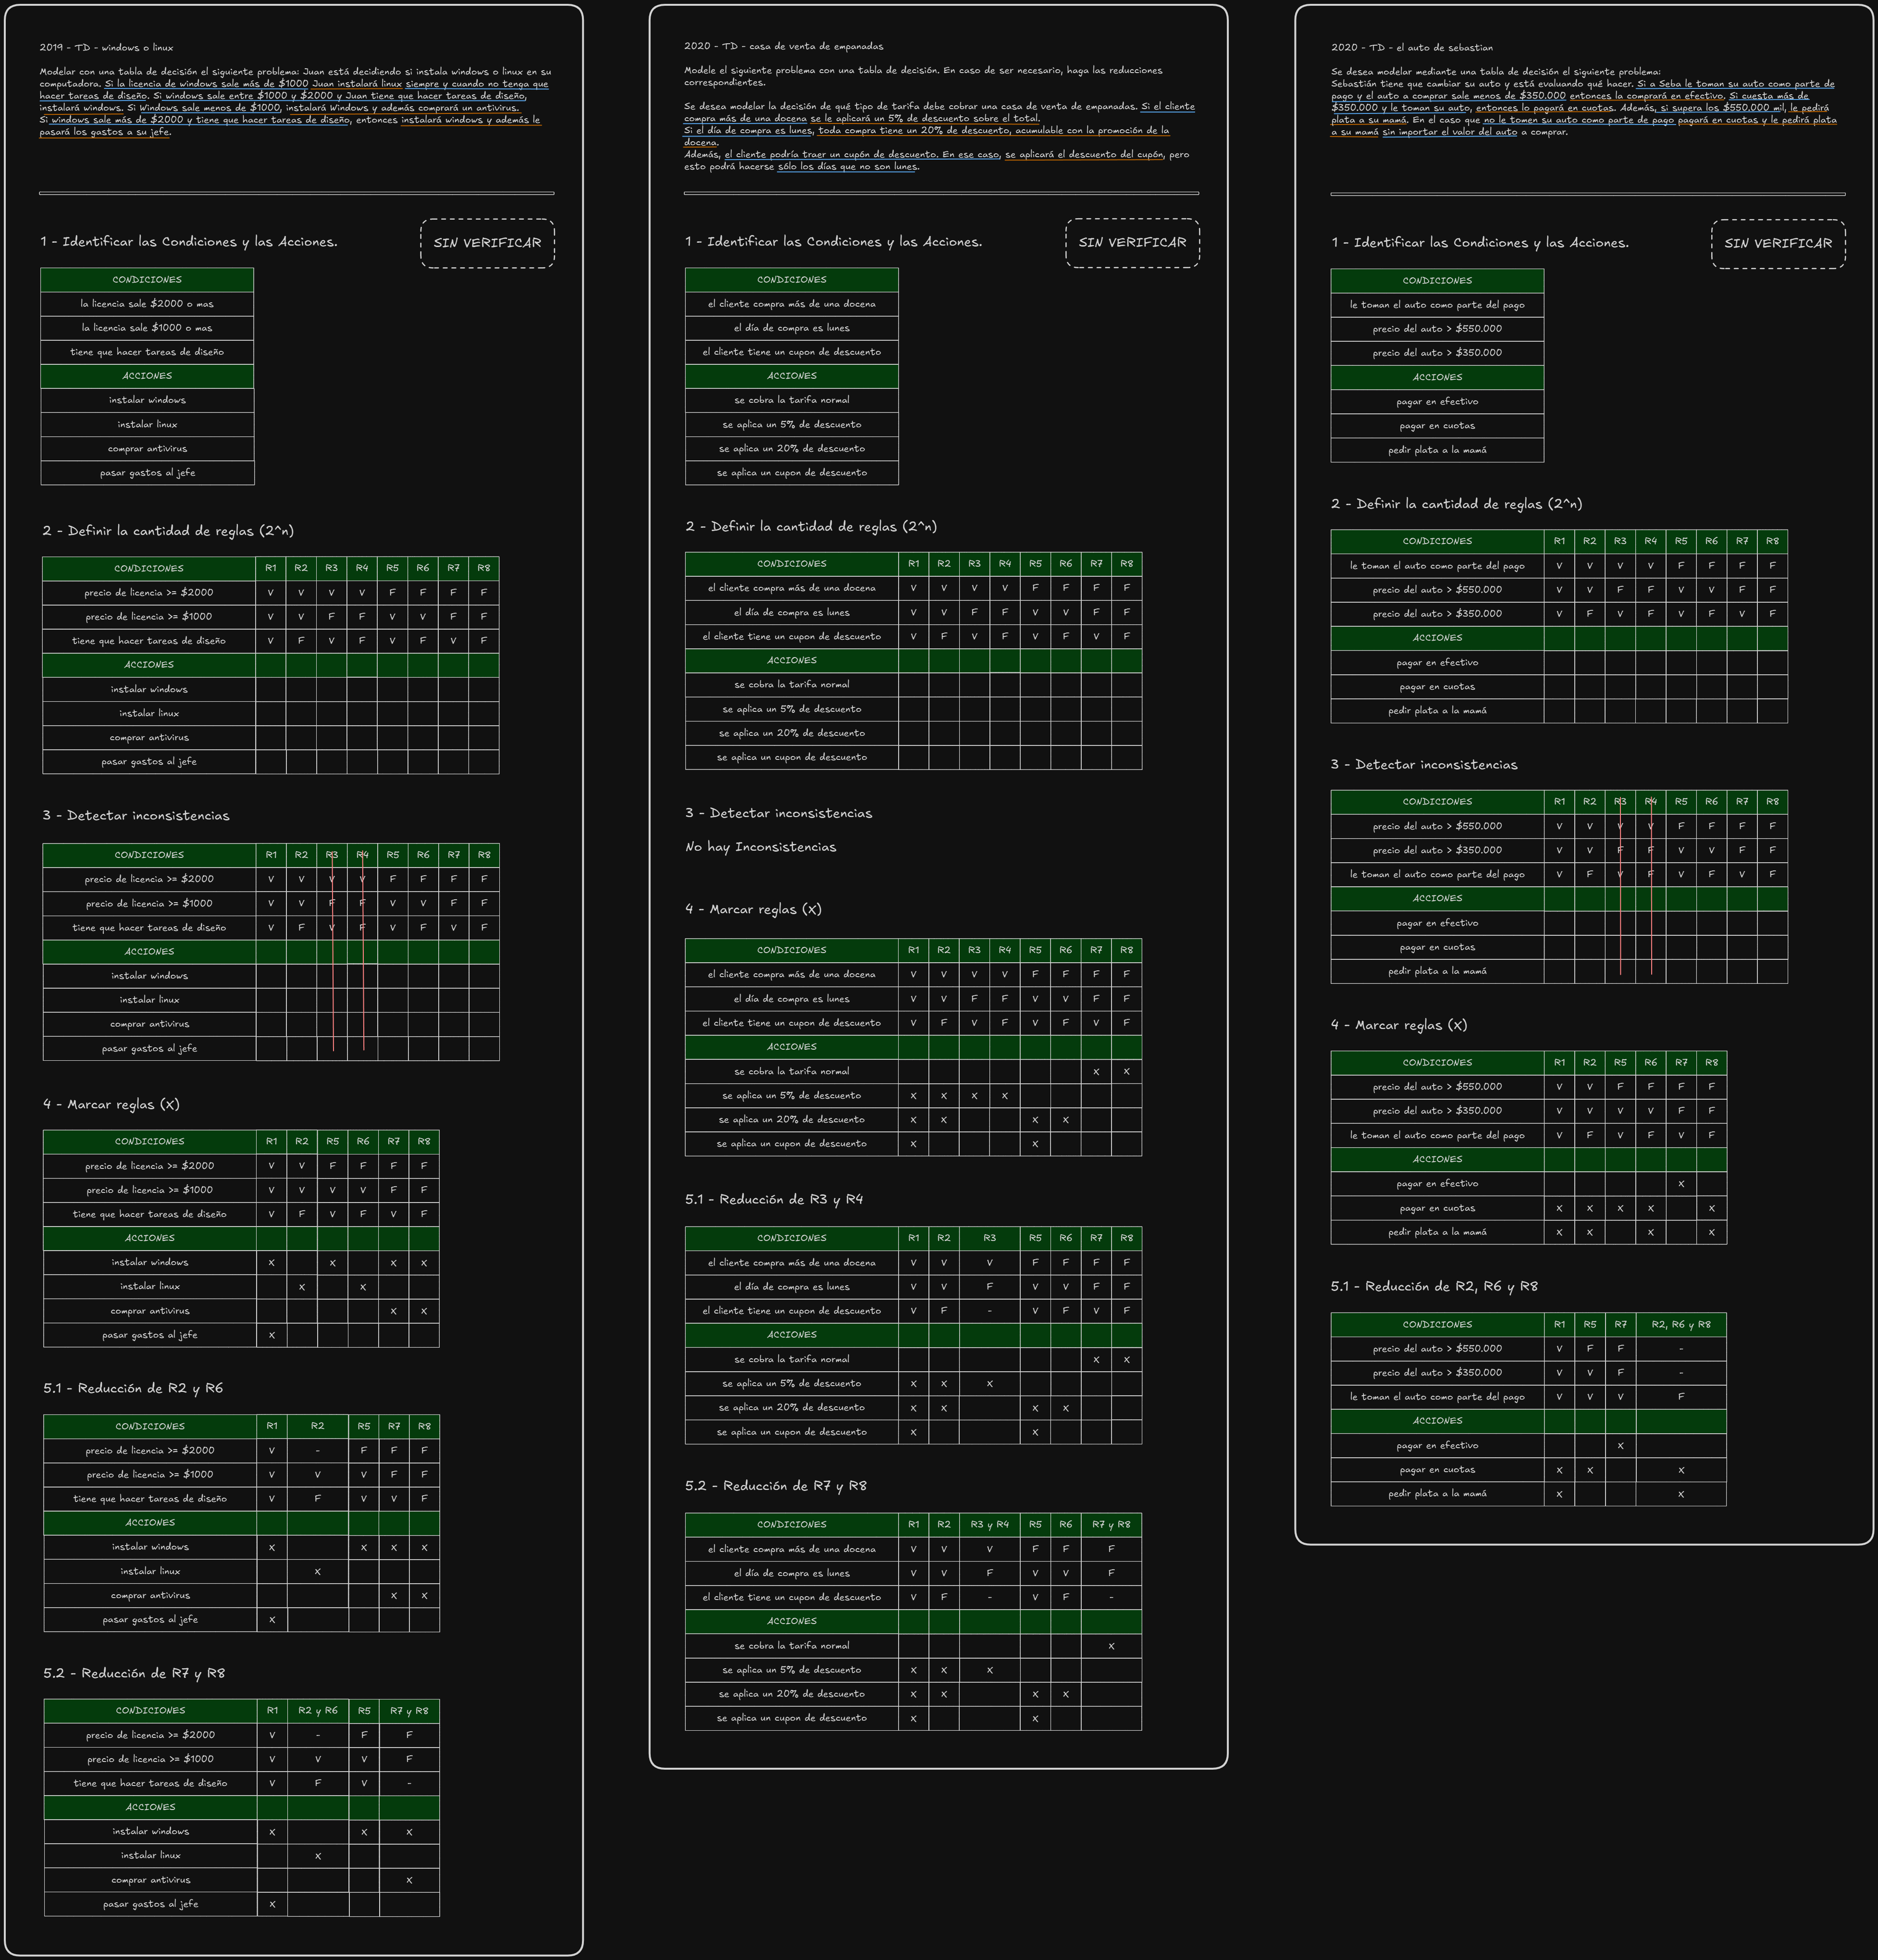 2019 - TD - windows o linux
Modelar con una tabla de decisión el siguiente problema: Juan está decidiendo si instala windows o linux en su
computadora. Si la licencia de windows sale más de $1000 Juan instalará linux siempre y cuando no tenga que
hacer tareas de diseño. Si windows sale entre $1000 y $2000 y Juan tiene que hacer tareas de diseño,
instalará windows. Si Windows sale menos de $1000, instalará Windows y además comprará un antivirus.
Si windows sale más de $2000 y tiene que hacer tareas de diseño, entonces instalará windows y además le
pasará los gastos a su jefe.
1 - Identificar las Condiciones y las Acciones.
SIN VERIFICAR
CONDICIONES
la licencia sale $2000 o mas
la licencia sale $1000 o mas
tiene que hacer tareas de diseño
ACCIONES
instalar windows
instalar linux
comprar antivirus
pasar gastos al jefe
2 - Definir la cantidad de reglas (2^n)
CONDICIONES R1 R2 R3 R4 R5 R6 R7 R8
precio de licencia >= $2000 V V V V F F F F
precio de licencia >= $1000 V V F F V V F F
tiene que hacer tareas de diseño V F V F V F V F
ACCIONES
instalar windows
instalar linux
comprar antivirus
pasar gastos al jefe
3 - Detectar inconsistencias
CONDICIONES R1 R2 R3 R4 R5 R6 R7 R8
precio de licencia >= $2000 V V V V F F F F
precio de licencia >= $1000 V V F F V V F F
tiene que hacer tareas de diseño V F V F V F V F
ACCIONES
instalar windows
instalar linux
comprar antivirus
pasar gastos al jefe
4 - Marcar reglas (X)
CONDICIONES R1 R2 R5 R6 R7 R8
precio de licencia >= $2000 V V F F F F
precio de licencia >= $1000 V V V V F F
tiene que hacer tareas de diseño V F V F V F
ACCIONES
instalar windows X X X X
instalar linux X X
comprar antivirus X X
pasar gastos al jefe X
5.1 - Reducción de R2 y R6
CONDICIONES R1 R2 R5 R7 R8
precio de licencia >= $2000 V - F F F
precio de licencia >= $1000 V V V F F
tiene que hacer tareas de diseño V F V V F
ACCIONES
instalar windows X X X X
instalar linux X
comprar antivirus X X
pasar gastos al jefe X
5.2 - Reducción de R7 y R8
CONDICIONES R1 R2 y R6 R5 R7 y R8
precio de licencia >= $2000 V - F F
precio de licencia >= $1000 V V V F
tiene que hacer tareas de diseño V F V -
ACCIONES
instalar windows X X X
instalar linux X
comprar antivirus X
pasar gastos al jefe X
2020 - TD - casa de venta de empanadas
Modele el siguiente problema con una tabla de decisión. En caso de ser necesario, haga las reducciones
correspondientes.
Se desea modelar la decisión de qué tipo de tarifa debe cobrar una casa de venta de empanadas. Si el cliente
compra más de una docena se le aplicará un 5% de descuento sobre el total.
Si el día de compra es lunes, toda compra tiene un 20% de descuento, acumulable con la promoción de la
docena.
Además, el cliente podría traer un cupón de descuento. En ese caso, se aplicará el descuento del cupón, pero
esto podrá hacerse sólo los días que no son lunes.
1 - Identificar las Condiciones y las Acciones.
SIN VERIFICAR
CONDICIONES
el cliente compra más de una docena
el día de compra es lunes
el cliente tiene un cupon de descuento
ACCIONES
se cobra la tarifa normal
se aplica un 5% de descuento
se aplica un 20% de descuento
se aplica un cupon de descuento
2 - Definir la cantidad de reglas (2^n)
CONDICIONES R1 R2 R3 R4 R5 R6 R7 R8
el cliente compra más de una docena V V V V F F F F
el día de compra es lunes V V F F V V F F
el cliente tiene un cupon de descuento V F V F V F V F
ACCIONES
se cobra la tarifa normal
se aplica un 5% de descuento
se aplica un 20% de descuento
se aplica un cupon de descuento
3 - Detectar inconsistencias
No hay Inconsistencias
4 - Marcar reglas (X)
CONDICIONES R1 R2 R3 R4 R5 R6 R7 R8
el cliente compra más de una docena V V V V F F F F
el día de compra es lunes V V F F V V F F
el cliente tiene un cupon de descuento V F V F V F V F
ACCIONES
se cobra la tarifa normal X X
se aplica un 5% de descuento X X X X
se aplica un 20% de descuento X X X X
se aplica un cupon de descuento X X
5.1 - Reducción de R3 y R4
CONDICIONES R1 R2 R3 R5 R6 R7 R8
el cliente compra más de una docena V V V F F F F
el día de compra es lunes V V F V V F F
el cliente tiene un cupon de descuento V F - V F V F
ACCIONES
se cobra la tarifa normal X X
se aplica un 5% de descuento X X X
se aplica un 20% de descuento X X X X
se aplica un cupon de descuento X X
5.2 - Reducción de R7 y R8
CONDICIONES R1 R2 R3 y R4 R5 R6 R7 y R8
el cliente compra más de una docena V V V F F F
el día de compra es lunes V V F V V F
el cliente tiene un cupon de descuento V F - V F -
ACCIONES
se cobra la tarifa normal X
se aplica un 5% de descuento X X X
se aplica un 20% de descuento X X X X
se aplica un cupon de descuento X X
2020 - TD - el auto de sebastian
Se desea modelar mediante una tabla de decisión el siguiente problema:
Sebastián tiene que cambiar su auto y está evaluando qué hacer. Si a Seba le toman su auto como parte de
pago y el auto a comprar sale menos de $350.000 entonces la comprará en efectivo. Si cuesta más de
$350.000 y le toman su auto, entonces lo pagará en cuotas. Además, si supera los $550.000 mil, le pedirá
plata a su mamá. En el caso que no le tomen su auto como parte de pago pagará en cuotas y le pedirá plata
a su mamá sin importar el valor del auto a comprar.
1 - Identificar las Condiciones y las Acciones.
SIN VERIFICAR
CONDICIONES
le toman el auto como parte del pago
precio del auto > $550.000
precio del auto > $350.000
ACCIONES
pagar en efectivo
pagar en cuotas
pedir plata a la mamá
2 - Definir la cantidad de reglas (2^n)
CONDICIONES R1 R2 R3 R4 R5 R6 R7 R8
le toman el auto como parte del pago V V V V F F F F
precio del auto > $550.000 V V F F V V F F
precio del auto > $350.000 V F V F V F V F
ACCIONES
pagar en efectivo
pagar en cuotas
pedir plata a la mamá
3 - Detectar inconsistencias
CONDICIONES R1 R2 R3 R4 R5 R6 R7 R8
precio del auto > $550.000 V V V V F F F F
precio del auto > $350.000 V V F F V V F F
le toman el auto como parte del pago V F V F V F V F
ACCIONES
pagar en efectivo
pagar en cuotas
pedir plata a la mamá
4 - Marcar reglas (X)
CONDICIONES R1 R2 R5 R6 R7 R8
precio del auto > $550.000 V V F F F F
precio del auto > $350.000 V V V V F F
le toman el auto como parte del pago V F V F V F
ACCIONES
pagar en efectivo X
pagar en cuotas X X X X X
pedir plata a la mamá X X X X
5.1 - Reducción de R2, R6 y R8
CONDICIONES R1 R5 R7 R2, R6 y R8
precio del auto > $550.000 V F F -
precio del auto > $350.000 V V F -
le toman el auto como parte del pago V V V F
ACCIONES
pagar en efectivo X
pagar en cuotas X X X
pedir plata a la mamá X X